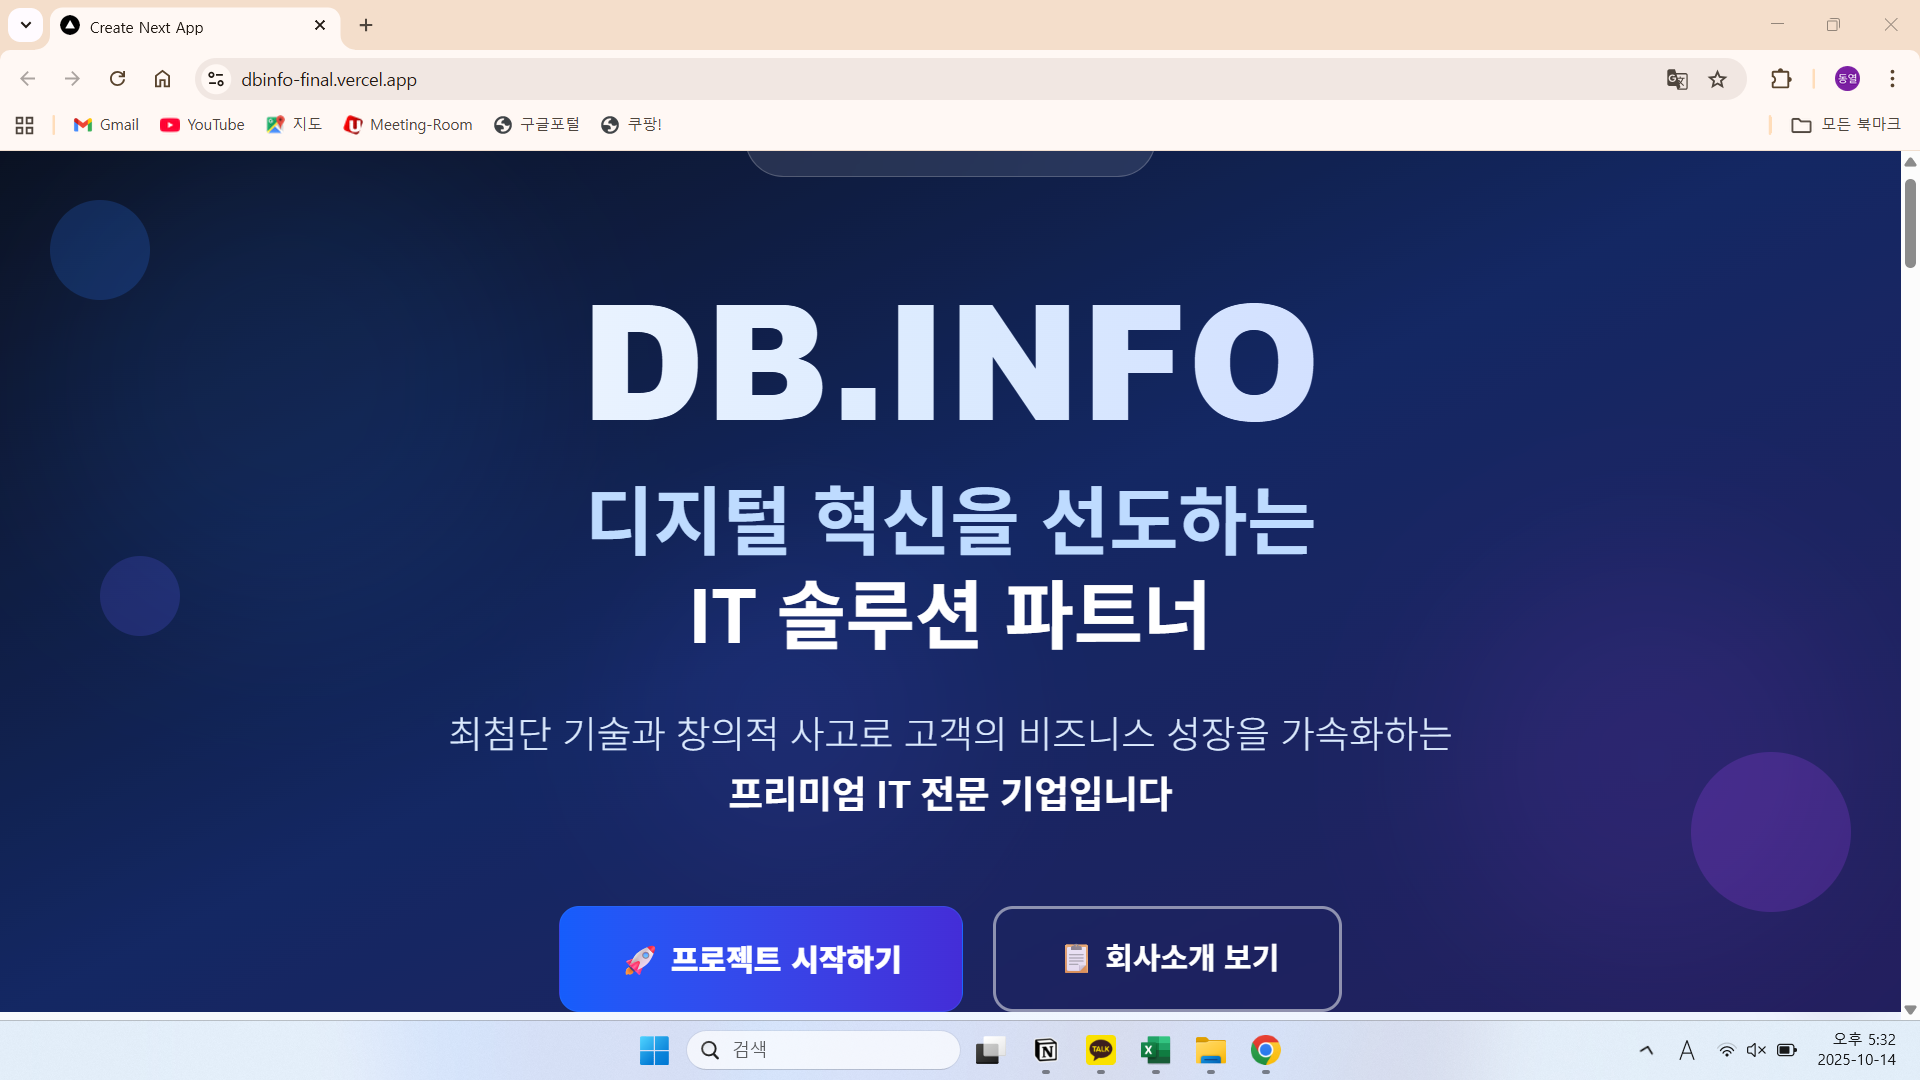 Create Next App
dbinfo-final.vercel.app
동열
Gmail
YouTube
지도
Meeting-Room
구글포털
쿠팡!
모든 북마크
DB.INFO
디지털 혁신을 선도하는
IT 솔루션 파트너
최첨단 기술과 창의적 사고로 고객의 비즈니스 성장을 가속화하는
프리미엄 IT 전문 기업입니다
🚀 프로젝트 시작하기
📋 회사소개 보기
검색
TALK
A
오후 5:32
2025-10-14